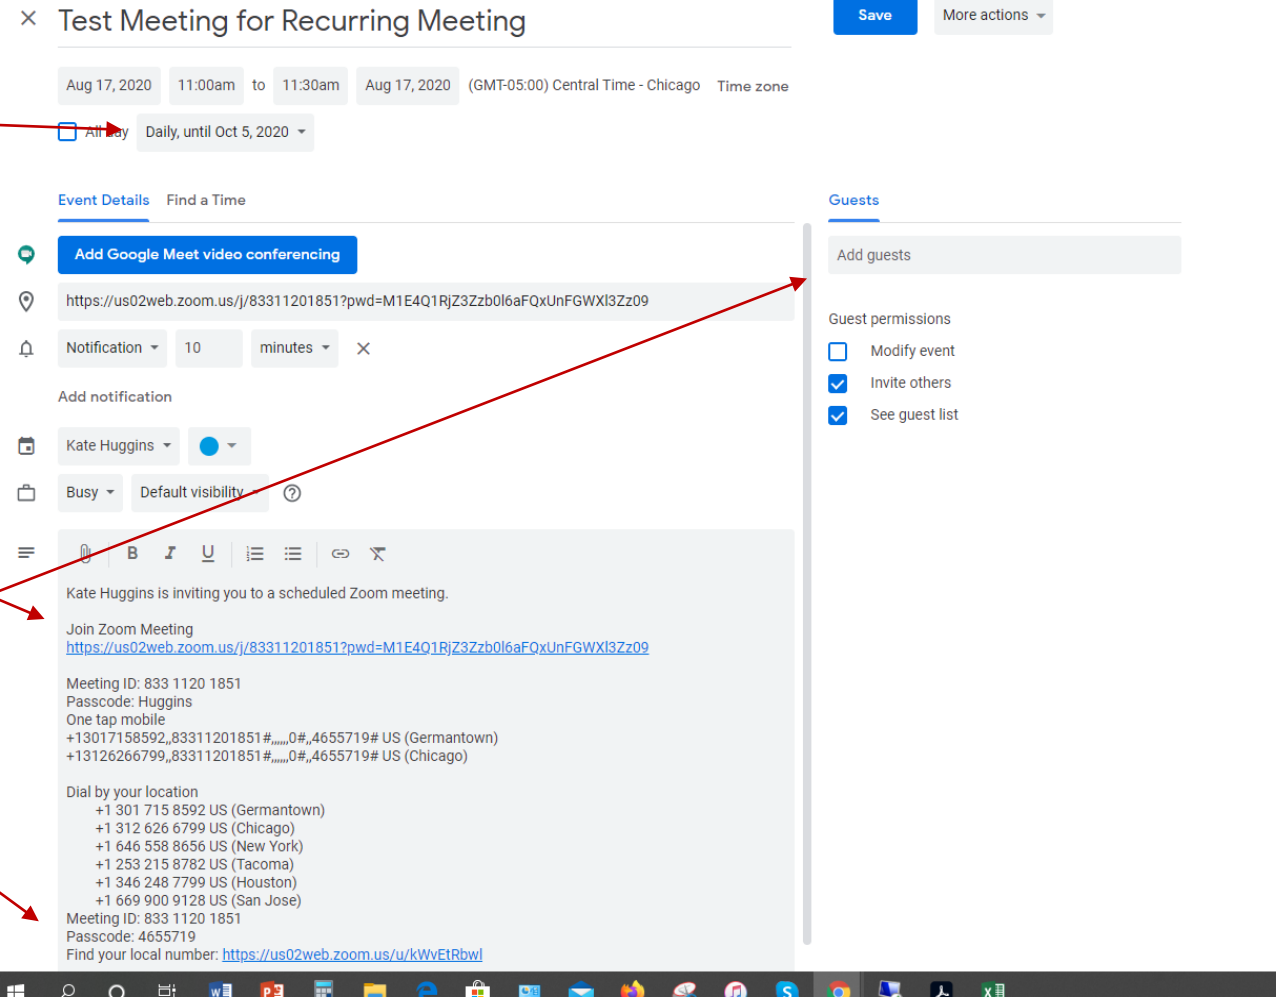 Test Meeting for Recurring Meeting
Save
More actions
Aug 17, 2020 11:00am to 11:30am Aug 17, 2020 (GMT-05:00) Central Time - Chicago Time zone
All day Daily, until Oct 5, 2020
Event Details Find a Time
Guests
Add Google Meet video conferencing
Add guests
https://us02web.zoom.us/j/83311201851?pwd=M1E4Q1RjZ3Zzb0l6aFQxUnFGWXl3Zz09
Guest permissions
Notification 10 minutes
Modify event
Invite others
Add notification
See guest list
Kate Huggins
Busy Default visibility
B I U
Kate Huggins is inviting you to a scheduled Zoom meeting.
Join Zoom Meeting
https://us02web.zoom.us/j/83311201851?pwd=M1E4Q1RjZ3Zzb0l6aFQxUnFGWXl3Zz09
Meeting ID: 833 1120 1851
Passcode: Huggins
One tap mobile
+13017158592,,83311201851#,,,,,,0#,,4655719# US (Germantown)
+13126266799,,83311201851#,,,,,,0#,,4655719# US (Chicago)
Dial by your location
+1 301 715 8592 US (Germantown)
+1 312 626 6799 US (Chicago)
+1 646 558 8656 US (New York)
+1 253 215 8782 US (Tacoma)
+1 346 248 7799 US (Houston)
+1 669 900 9128 US (San Jose)
Meeting ID: 833 1120 1851
Passcode: 4655719
Find your local number: https://us02web.zoom.us/u/kWvEtRbwl